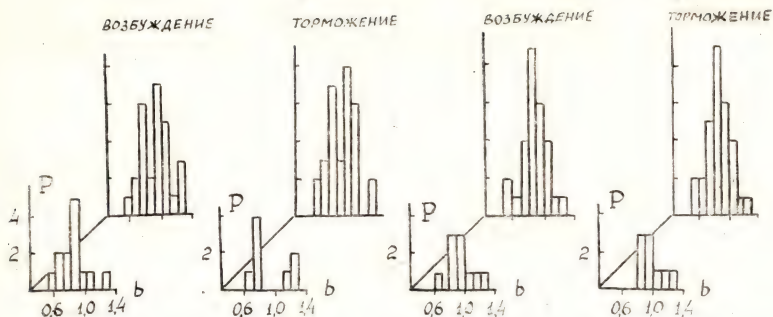 ВОЗБУЖДЕНИЕ ТОРМОЖЕНИЕ ВОЗБУЖДЕНИЕ ТОРМОЖЕНИЕ
P P P P
4
2 2 2 2
0,6 1,0 1,4 b 0,6 1,0 1,4 b 0,6 1,0 1,4 b 0,6 1,0 1,4 b